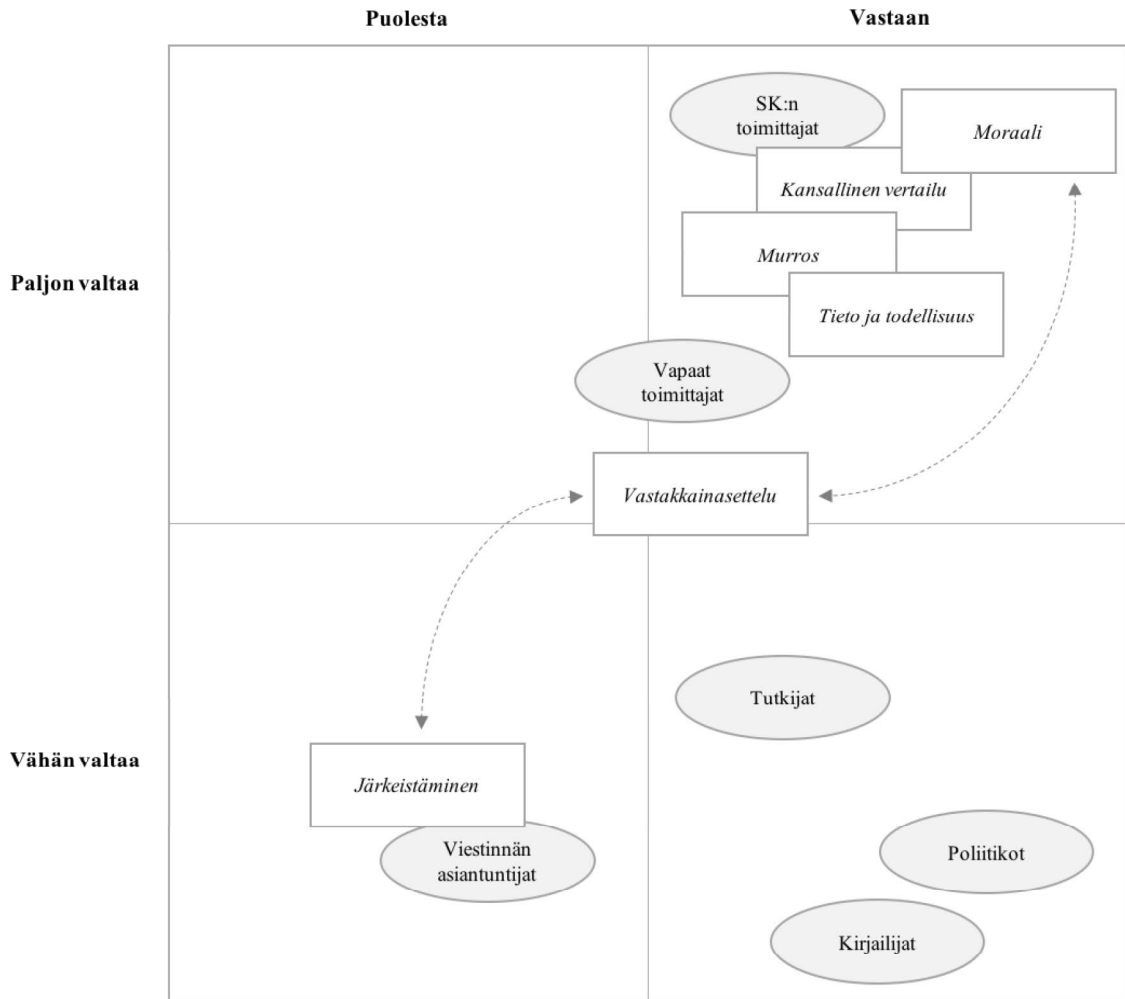 Puolesta
Vastaan
SK:n
toimittajat
Moraali
Kansallinen vertailu
Murros
Paljon valtaa
Tieto ja todellisuus
Vapaat
toimittajat
Vastakkainasettelu
Tutkijat
Vähän valtaa
Järkeistäminen
Viestinnän
asiantuntijat
Poliitikot
Kirjailijat